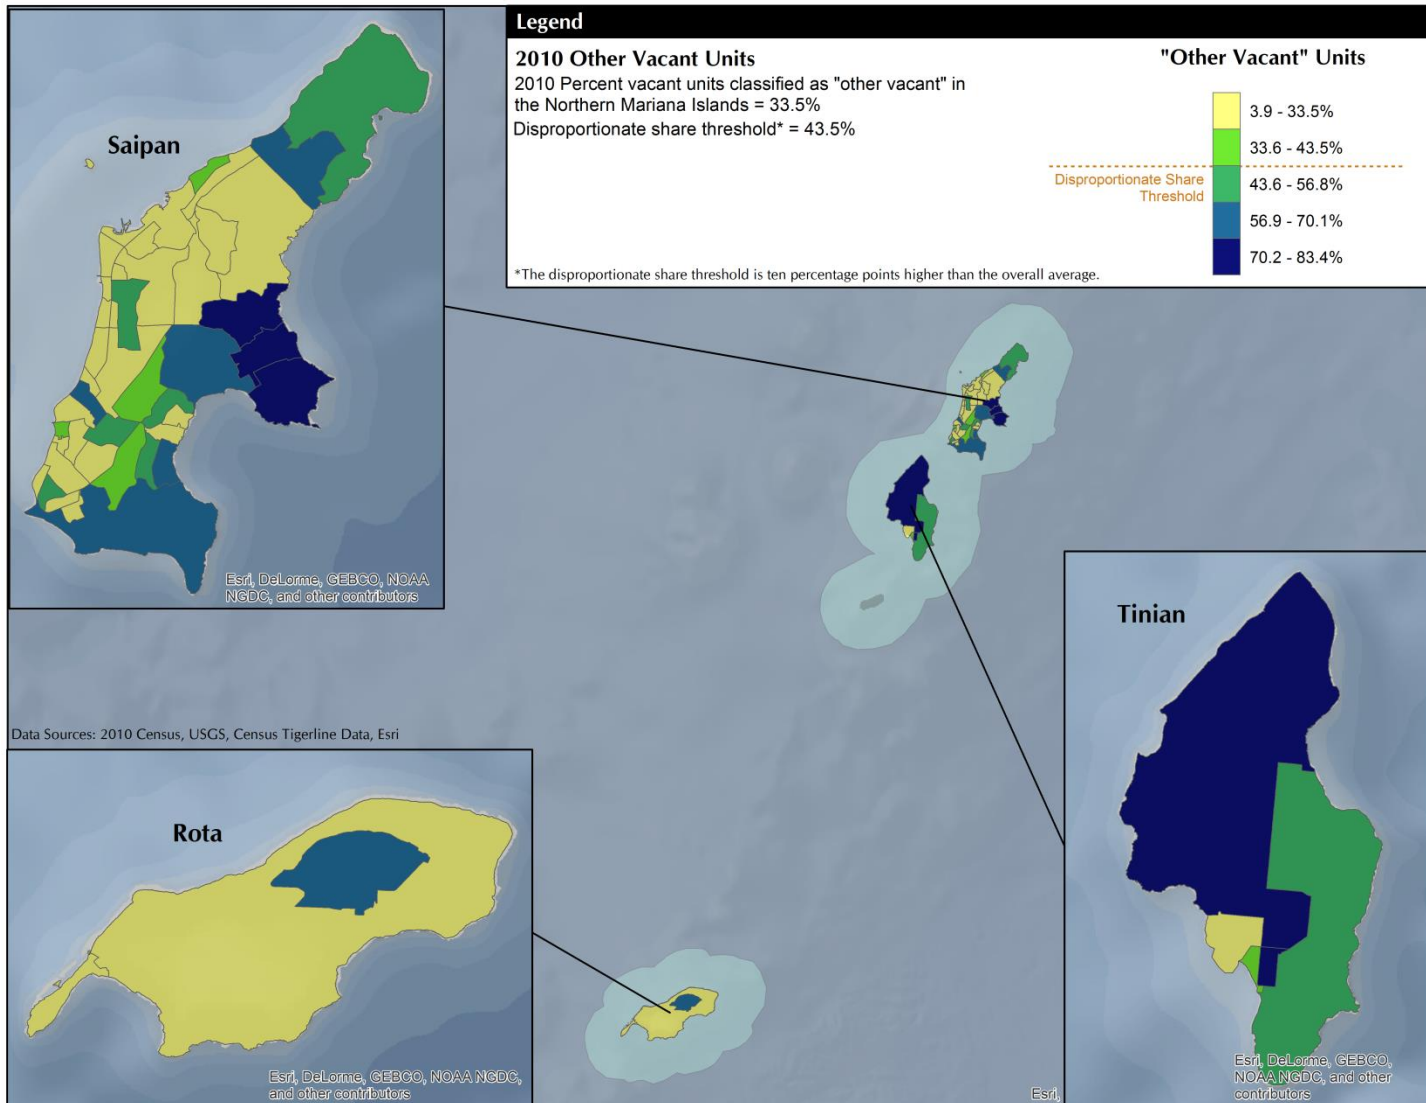 Legend
2010 Other Vacant Units
2010 Percent vacant units classified as "other vacant" in
the Northern Mariana Islands = 33.5%
Disproportionate share threshold* = 43.5%
*The disproportionate share threshold is ten percentage points higher than the overall average.
"Other Vacant" Units
3.9 - 33.5%
33.6 - 43.5%
Disproportionate Share
Threshold
43.6 - 56.8%
56.9 - 70.1%
70.2 - 83.4%
Saipan
Esri, DeLorme, GEBCO, NOAA
NGDC, and other contributors
Tinian
Esri, DeLorme, GEBCO,
NOAA NGDC, and other
contributors
Data Sources: 2010 Census, USGS, Census Tigerline Data, Esri
Rota
Esri, DeLorme, GEBCO, NOAA NGDC,
and other contributors
Esri,